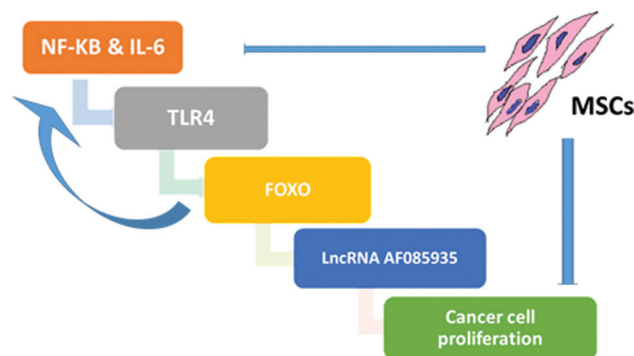 NF-KB & IL-6
MSCs
TLR4
FOXO
LncRNA AF085935
Cancer cell
proliferation